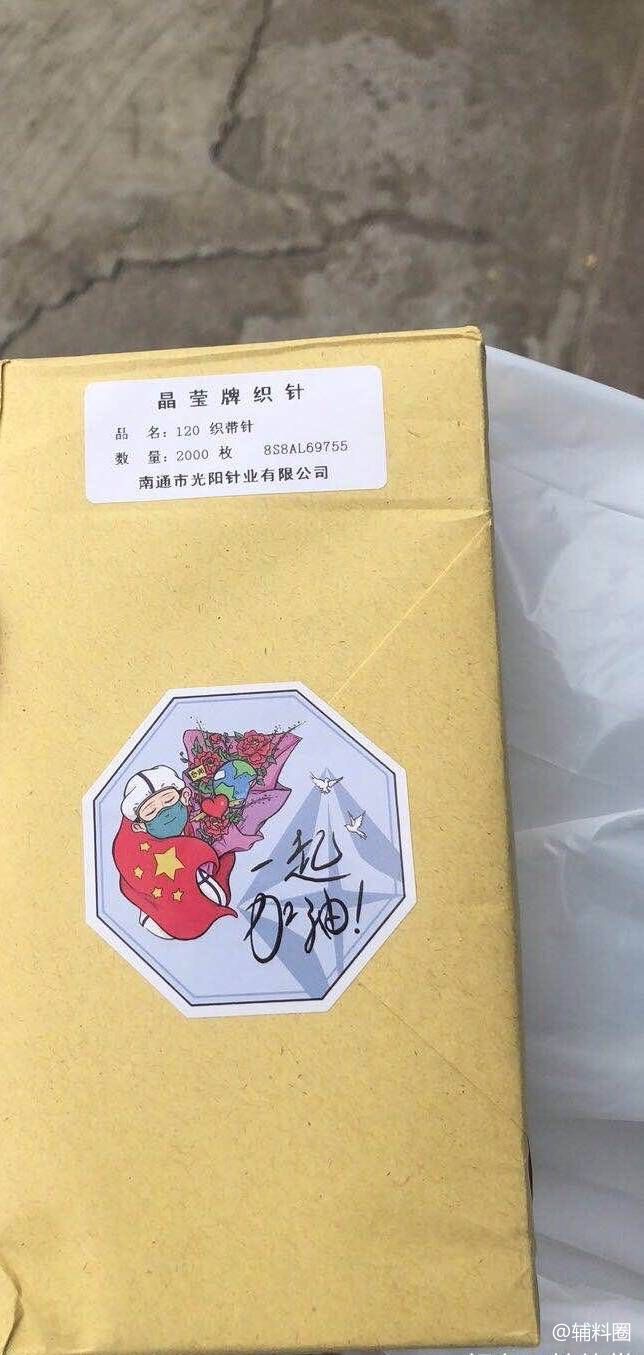 晶莹牌织针
品 名：120 织带针
数 量：2000 枚 8S8AL69755
南通市光阳针业有限公司
一起
加油！
@辅料圈